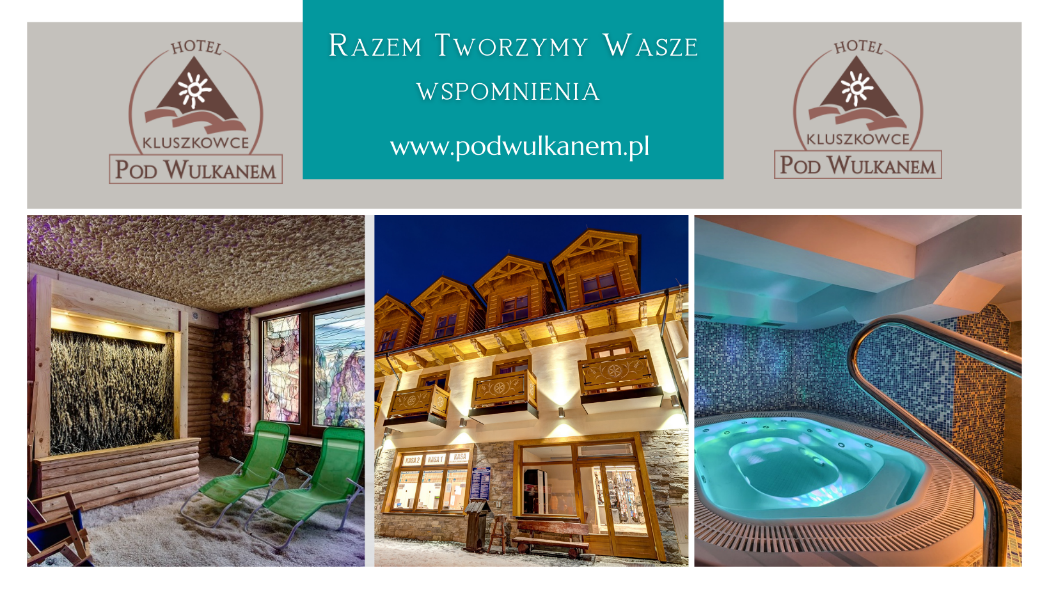 HOTEL
KLUSZKOWCE
POD WULKANEM
RAZEM TWORZYMY WASZE
WSPOMNIENIA
www.podwulkanem.pl
HOTEL
KLUSZKOWCE
POD WULKANEM